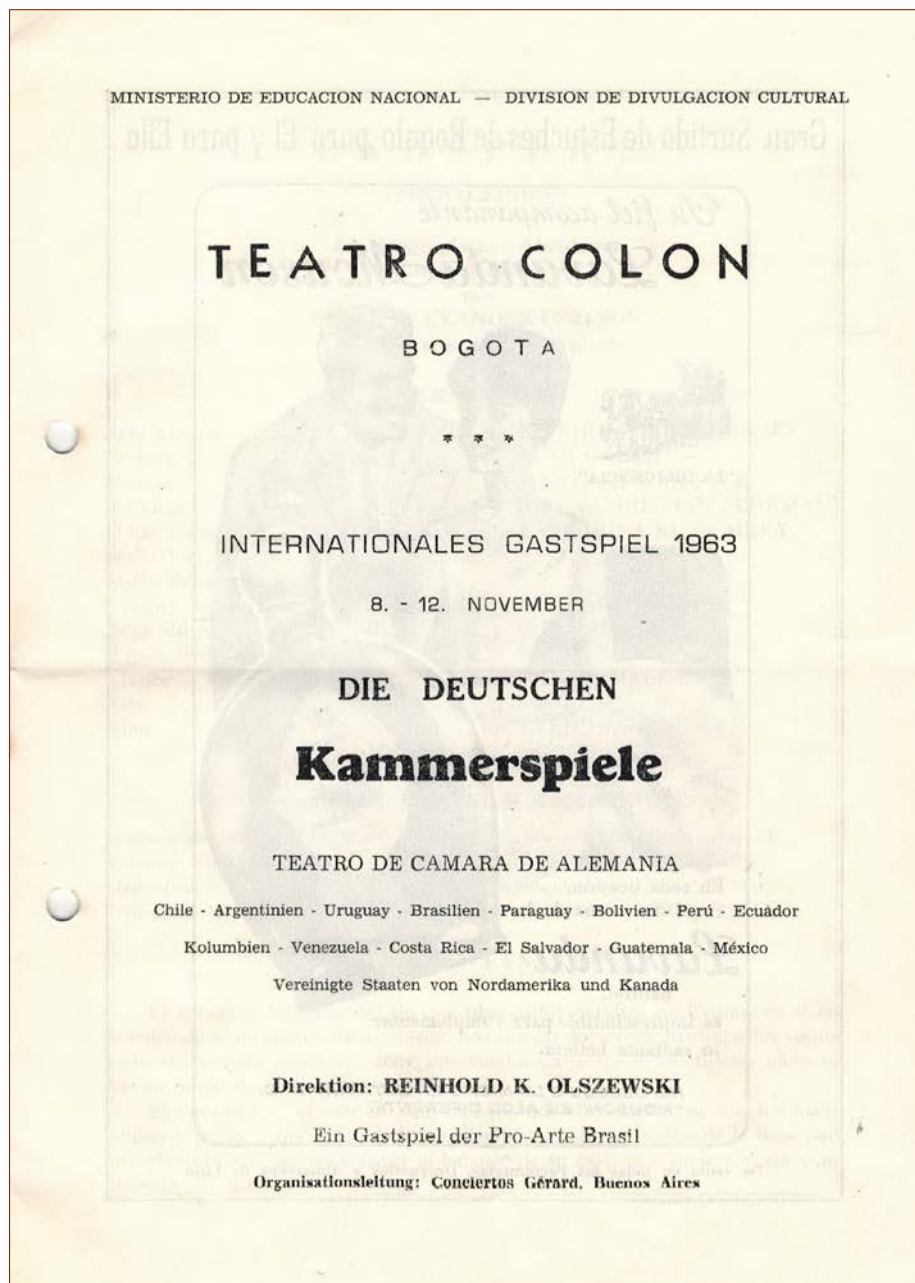 MINISTERIO DE EDUCACION NACIONAL — DIVISION DE DIVULGACION CULTURAL
TEATRO COLON
BOGOTA
* * *
INTERNATIONALES GASTSPIEL 1963
8. - 12. NOVEMBER
DIE DEUTSCHEN
Kammerspiele
TEATRO DE CAMARA DE ALEMANIA
Chile - Argentinien - Uruguay - Brasilien - Paraguay - Bolivien - Perú - Ecuador
Kolumbien - Venezuela - Costa Rica - El Salvador - Guatemala - México
Vereinigte Staaten von Nordamerika und Kanada
Direktion: REINHOLD K. OLSZEWSKI
Ein Gastspiel der Pro-Arte Brasil
Organisationsleitung: Conciertos Gérard, Buenos Aires